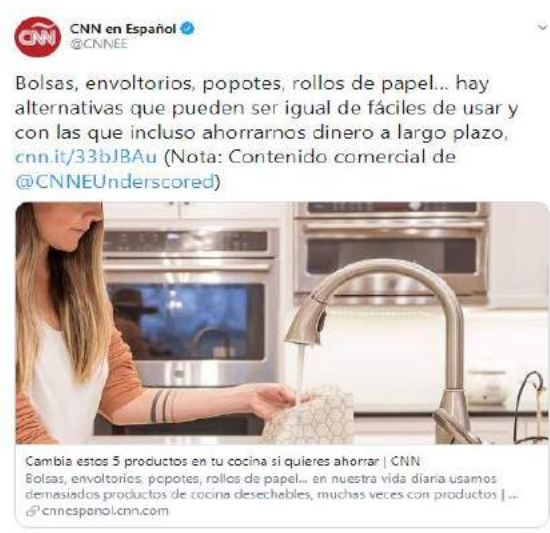 CNN
CNN en Español
@CNNEE
Bolsas, envoltorios, popotes, rollos de papel... hay
alternativas que pueden ser igual de fáciles de usar y
con las que incluso ahorrarnos dinero a largo plazo,
cnn.it/33bJBAu (Nota: Contenido comercial de
@CNNEUnderscored)
Cambia estos 5 productos en tu cocina si quieres ahorrar | CNN
Bolsas, envoltorios, popotes, rollos de papel... en nuestra vida diaria usamos
demasiados productos de cocina desechables, muchas veces con productos | ...
cnnespanol.cnn.com